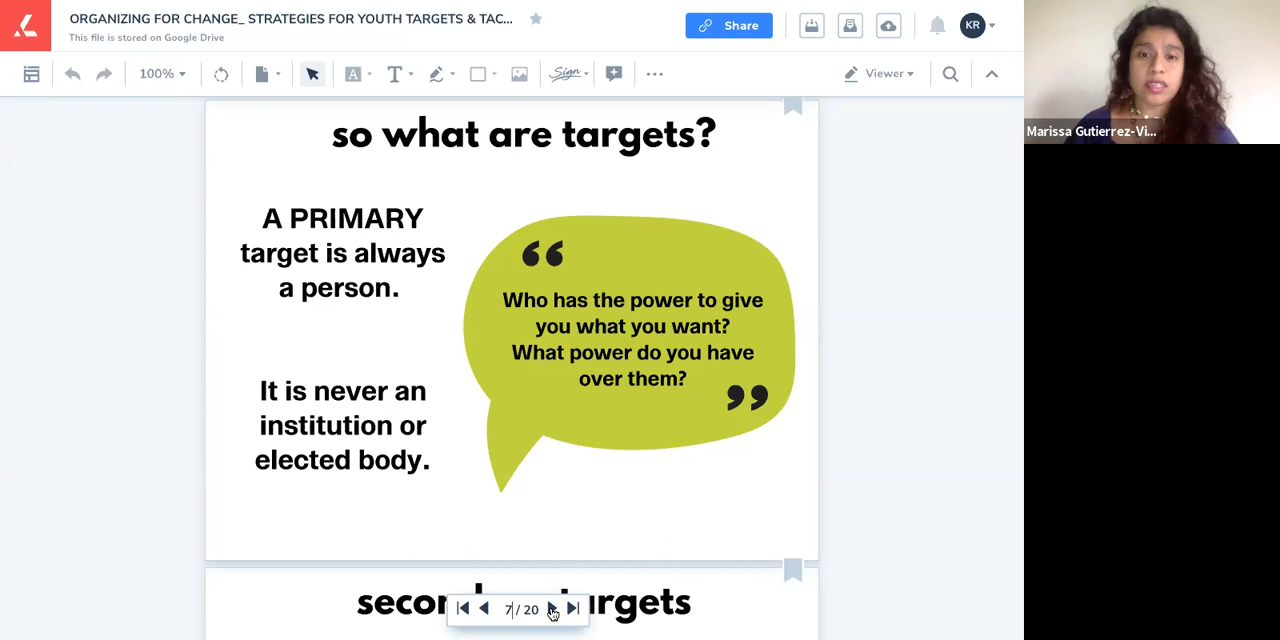 ORGANIZING FOR CHANGE_ STRATEGIES FOR YOUTH TARGETS & TAC...
This file is stored on Google Drive
Share
KR
100%
A
T
Sign
Viewer
Marissa Gutierrez-Vi...
so what are targets?
A PRIMARY
target is always
a person.
It is never an
institution or
elected body.
“
Who has the power to give
you what you want?
What power do you have
over them?
”
targets
7 / 20